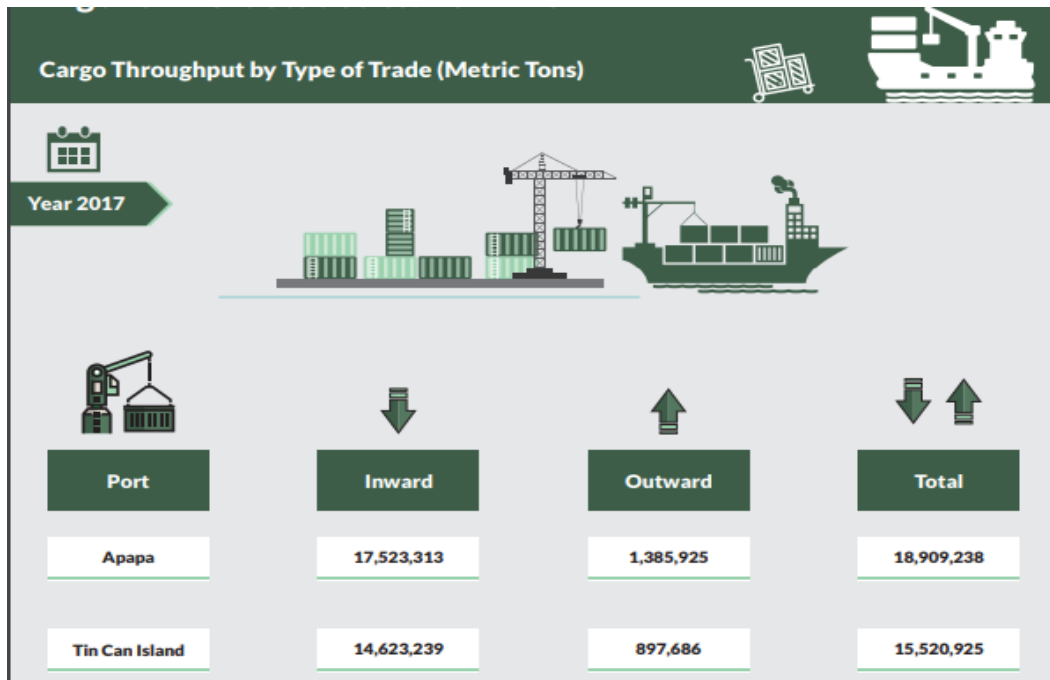 Cargo Throughput by Type of Trade (Metric Tons)
Year 2017
Port Inward Outward Total
Apapa 17,523,313 1,385,925 18,909,238
Tin Can Island 14,623,239 897,686 15,520,925